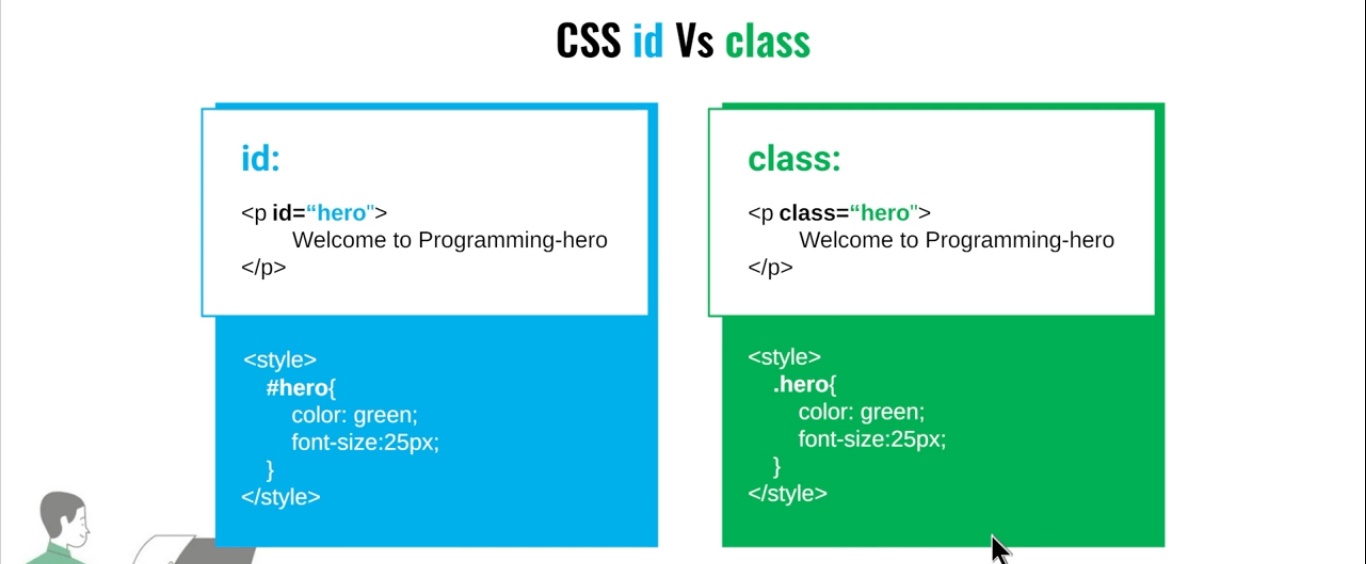 CSS id Vs class
id:
<p id=“hero">
Welcome to Programming-hero
</p>
<style>
#hero{
color: green;
font-size:25px;
}
</style>
class:
<p class=“hero">
Welcome to Programming-hero
</p>
<style>
.hero{
color: green;
font-size:25px;
}
</style>